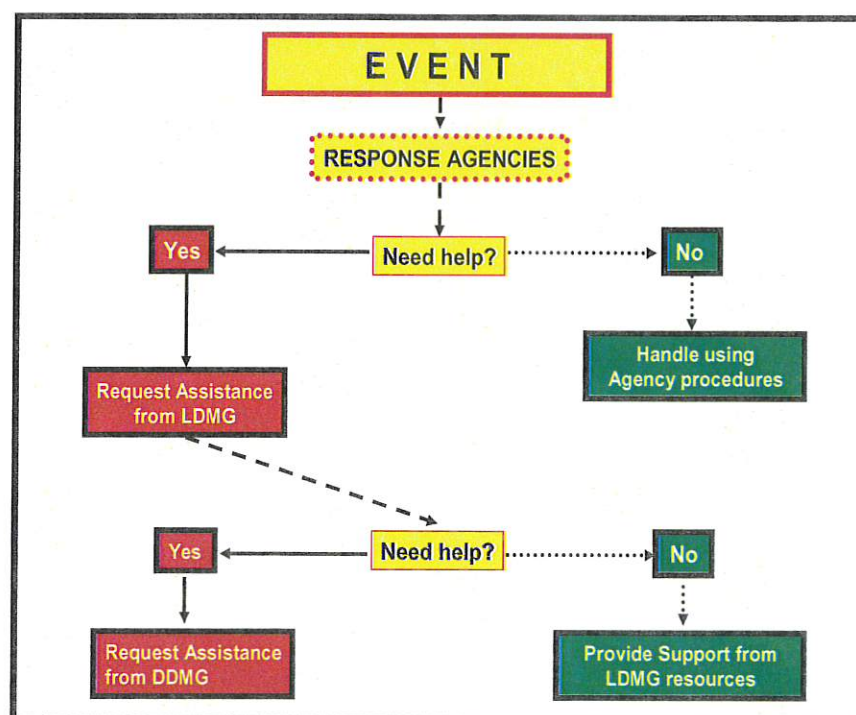 EVENT
RESPONSE AGENCIES
Yes
Need help?
No
Handle using
Agency procedures
Request Assistance
from LDMG
Yes
Need help?
No
Request Assistance
from DDMG
Provide Support from
LDMG resources